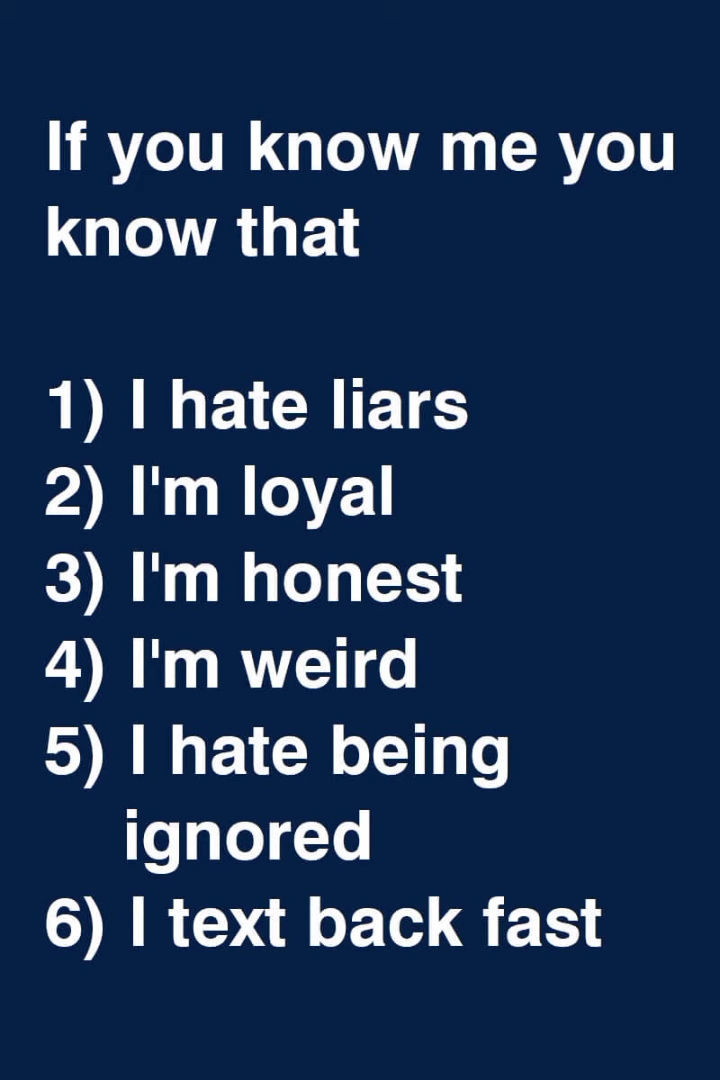 If you know me you
know that
1) I hate liars
2) I'm loyal
3) I'm honest
4) I'm weird
5) I hate being
ignored
6) I text back fast